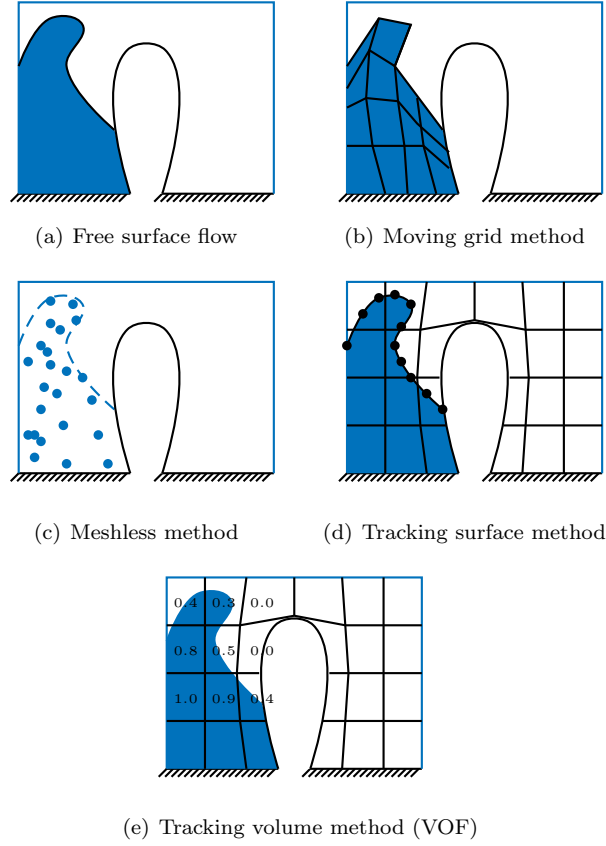 (a) Free surface flow
(b) Moving grid method
(c) Meshless method
(d) Tracking surface method
0.4 0.3 0.0
0.8 0.5 0.0
1.0 0.9 0.4
(e) Tracking volume method (VOF)